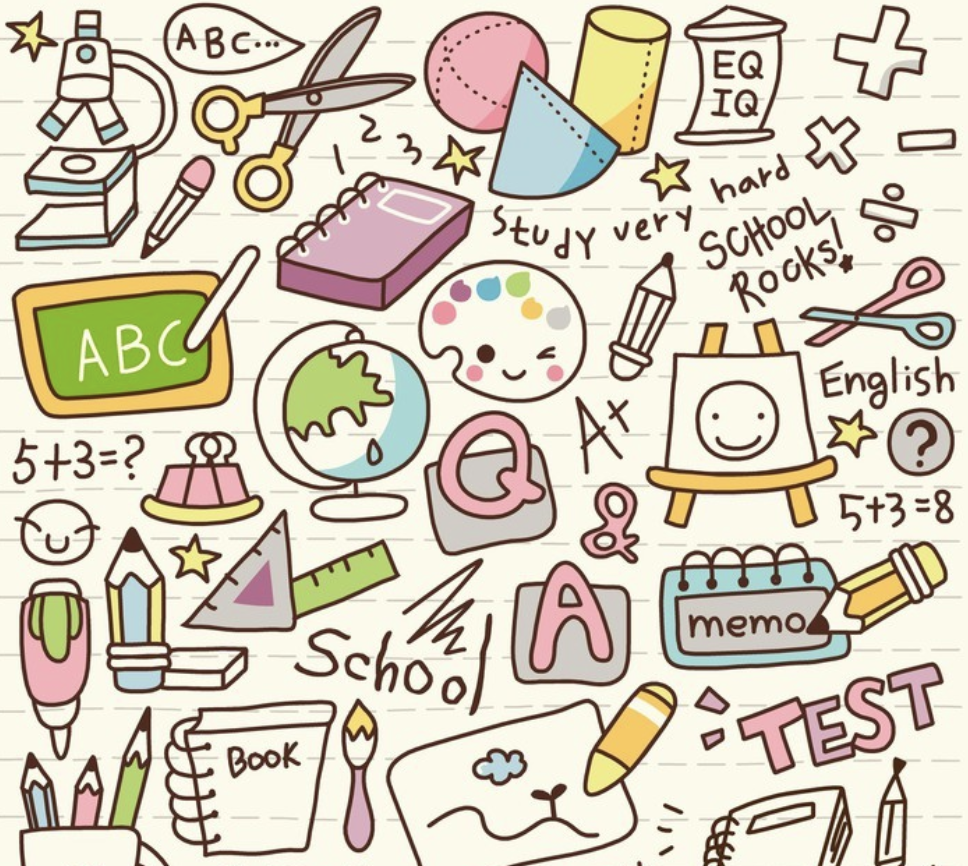 ABC...
EQ
IQ
1 2 3
Study very hard
SCHOOL
ROCKS!
ABC
English
A+
?
5+3=?
Q
&
5+3=8
A
memo
School
TEST
BOOK